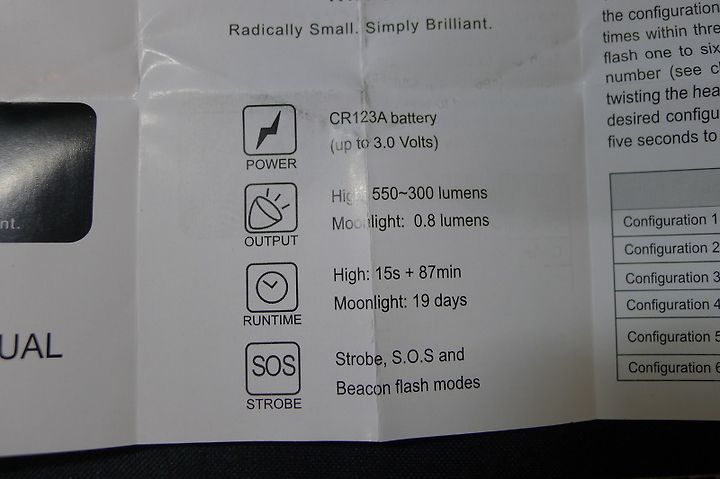 Radically Small. Simply Brilliant.
POWER
CR123A battery
(up to 3.0 Volts)
OUTPUT
High: 550~300 lumens
Moonlight: 0.8 lumens
RUNTIME
High: 15s + 87min
Moonlight: 19 days
SOS
STROBE
Strobe, S.O.S and
Beacon flash modes
nt.
UAL
the configuration
times within thre
flash one to six
number (see c
twisting the hea
desired configu
five seconds to
Configuration 1
Configuration 2
Configuration 3
Configuration 4
Configuration 5
Configuration 6